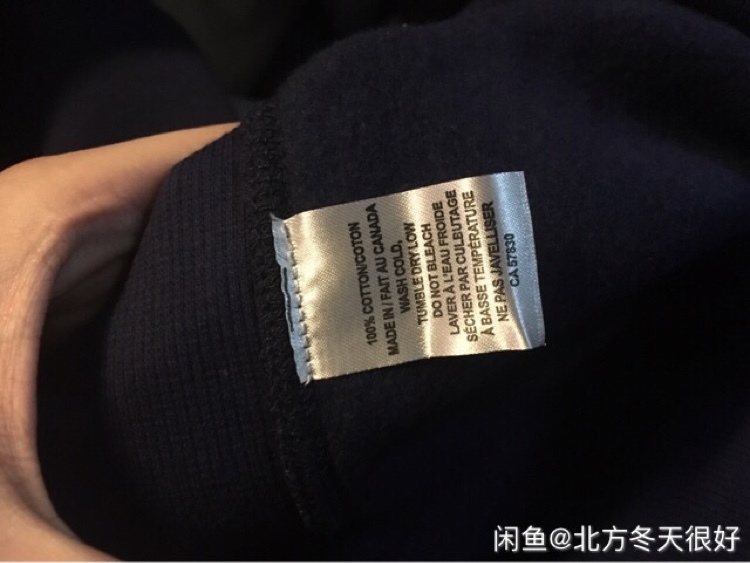 100% COTTON/COTON
MADE IN / FAIT AU CANADA
WASH COLD,
TUMBLE DRY LOW
DO NOT BLEACH
LAVER À L'EAU FROIDE
SÉCHER PAR CULBUTAGE
À BASSE TEMPÉRATURE
NE PAS JAVELLISER
CA 57830
闲鱼@北方冬天很好